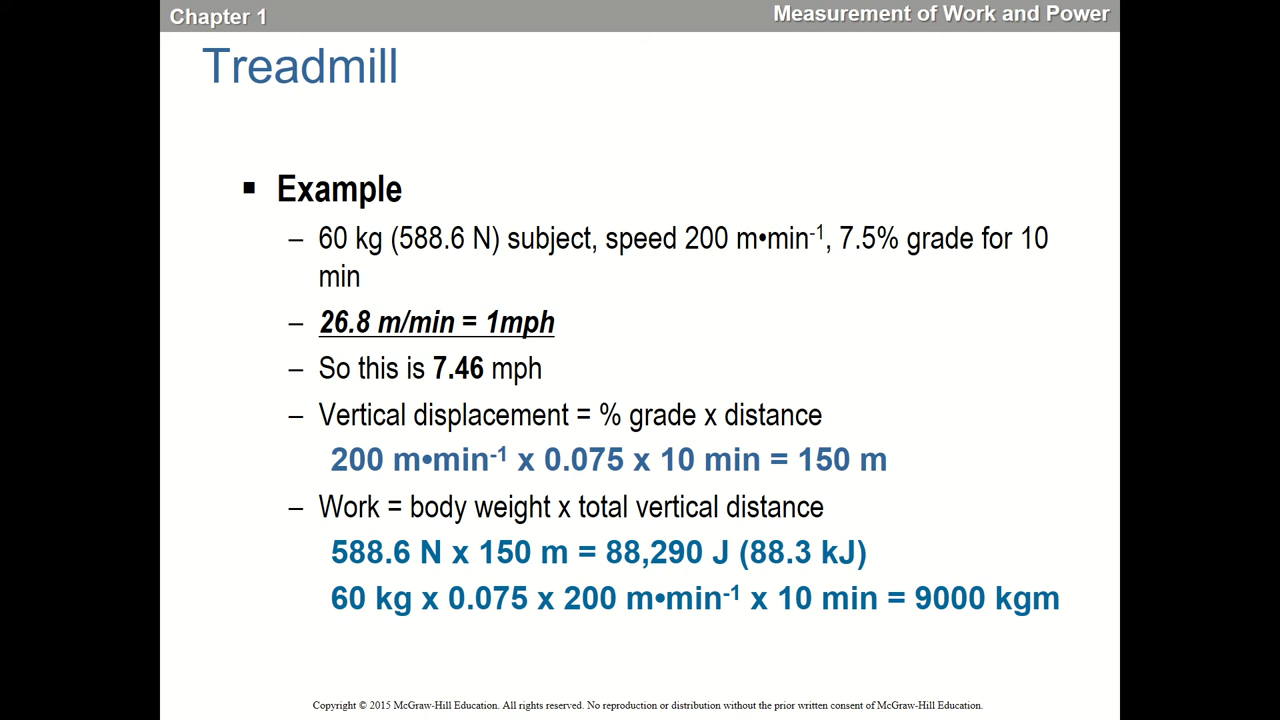 Chapter 1
Measurement of Work and Power
Treadmill
▪ Example
– 60 kg (588.6 N) subject, speed 200 m•min⁻¹, 7.5% grade for 10
min
– 26.8 m/min = 1mph
– So this is 7.46 mph
– Vertical displacement = % grade x distance
200 m•min⁻¹ x 0.075 x 10 min = 150 m
– Work = body weight x total vertical distance
588.6 N x 150 m = 88,290 J (88.3 kJ)
60 kg x 0.075 x 200 m•min⁻¹ x 10 min = 9000 kgm
Copyright © 2015 McGraw-Hill Education. All rights reserved. No reproduction or distribution without the prior written consent of McGraw-Hill Education.